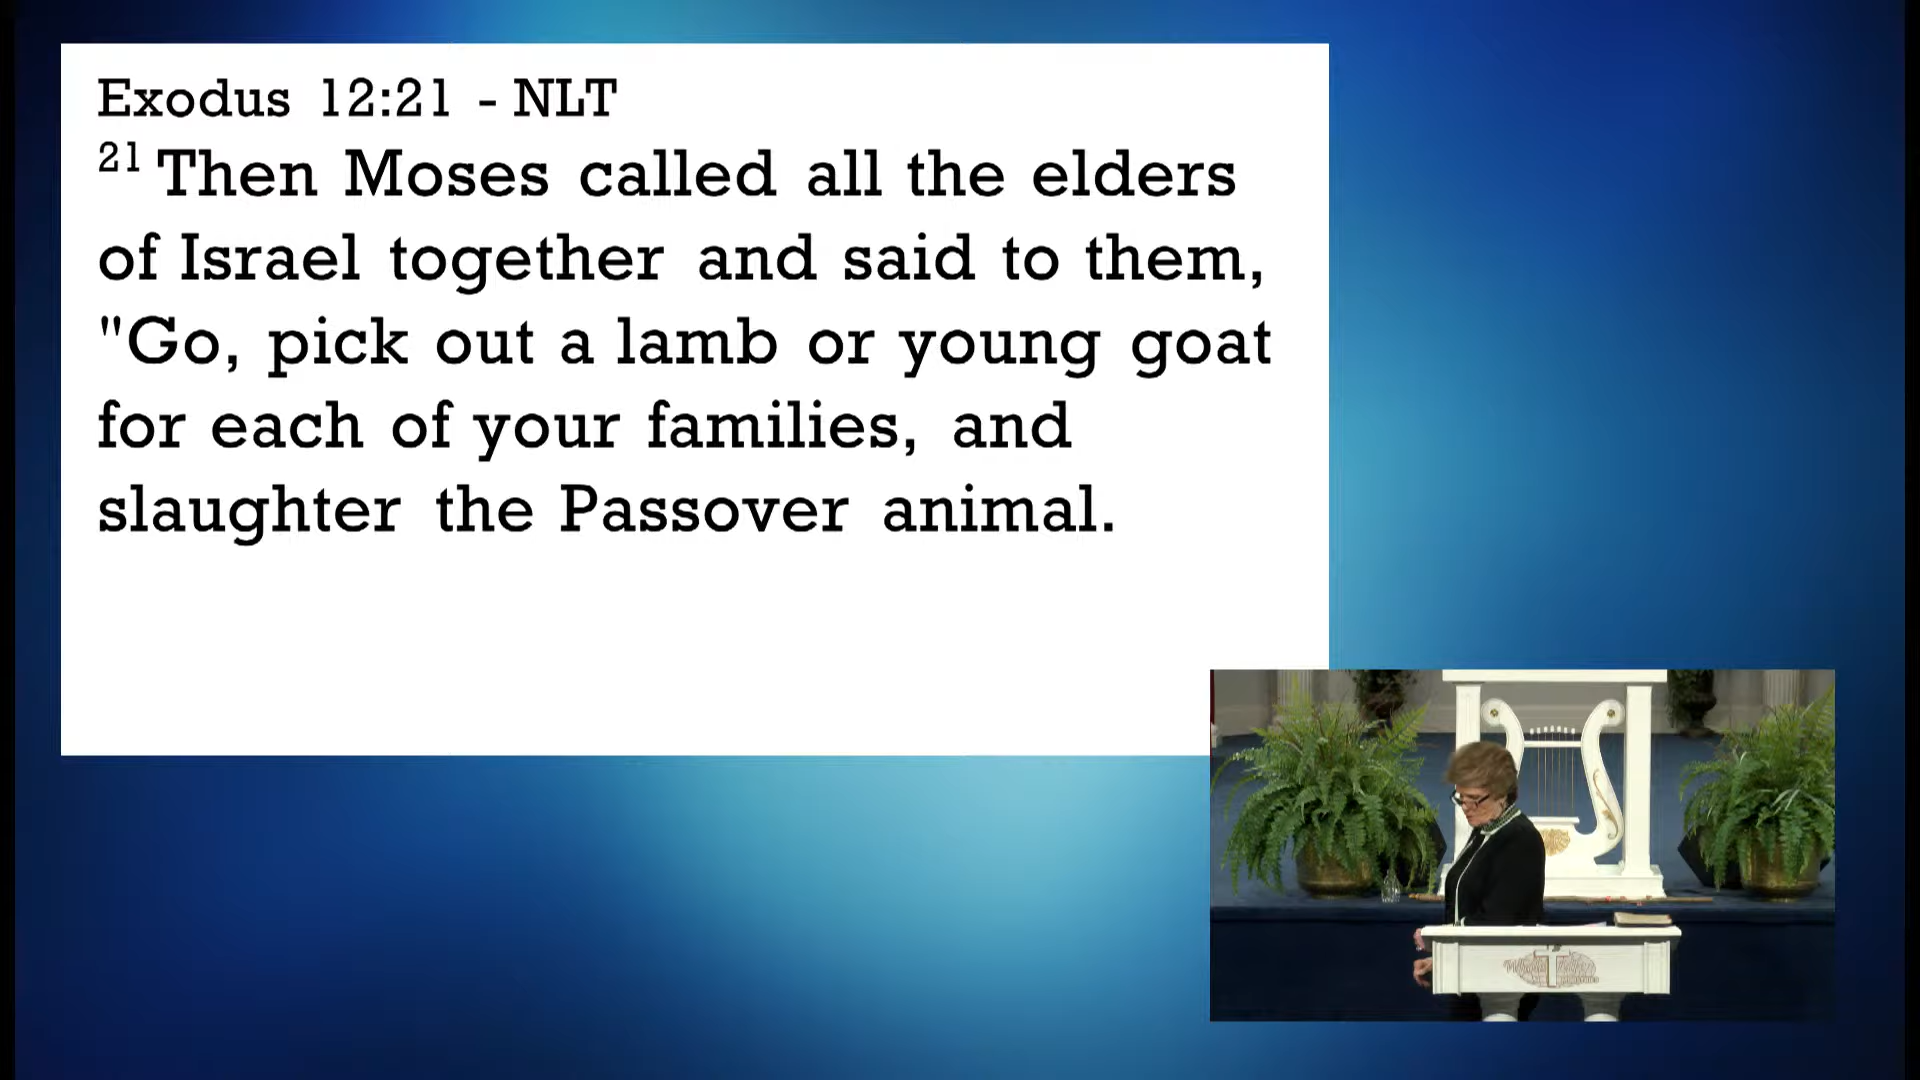 Exodus 12:21 - NLT
21 Then Moses called all the elders
of Israel together and said to them,
"Go, pick out a lamb or young goat
for each of your families, and
slaughter the Passover animal.